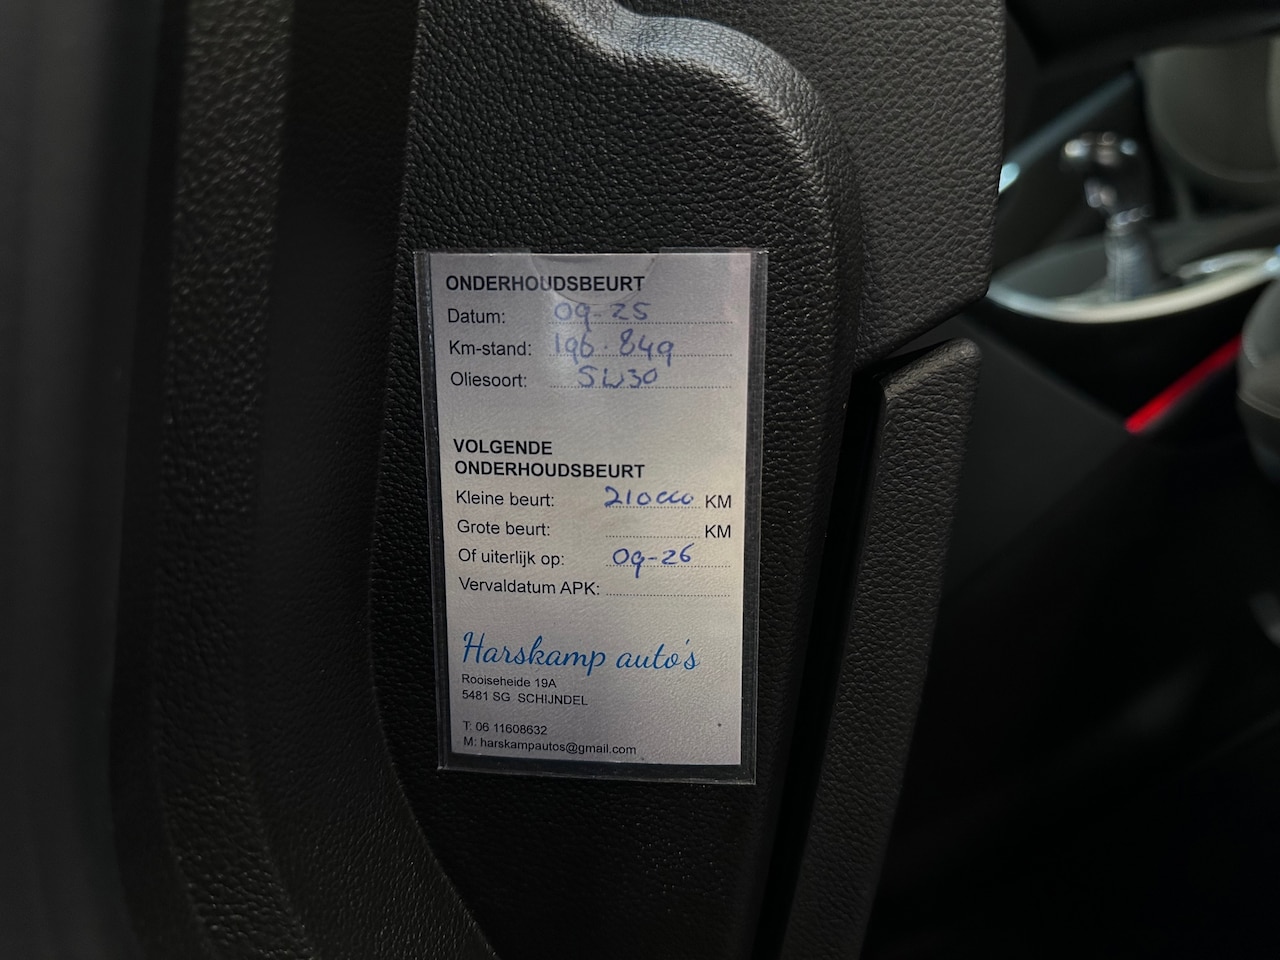 ONDERHOUDSBEURT
Datum: 09-25
Km-stand: 196.849
Oliesoort: 5W30
VOLGENDE
ONDERHOUDSBEURT
Kleine beurt: 210000 KM
Grote beurt: KM
Of uiterlijk op: 09-26
Vervaldatum APK:
Harskamp auto's
Rooiseheide 19A
5481 SG SCHIJNDEL
T: 06 11608632
M: harskampautos@gmail.com